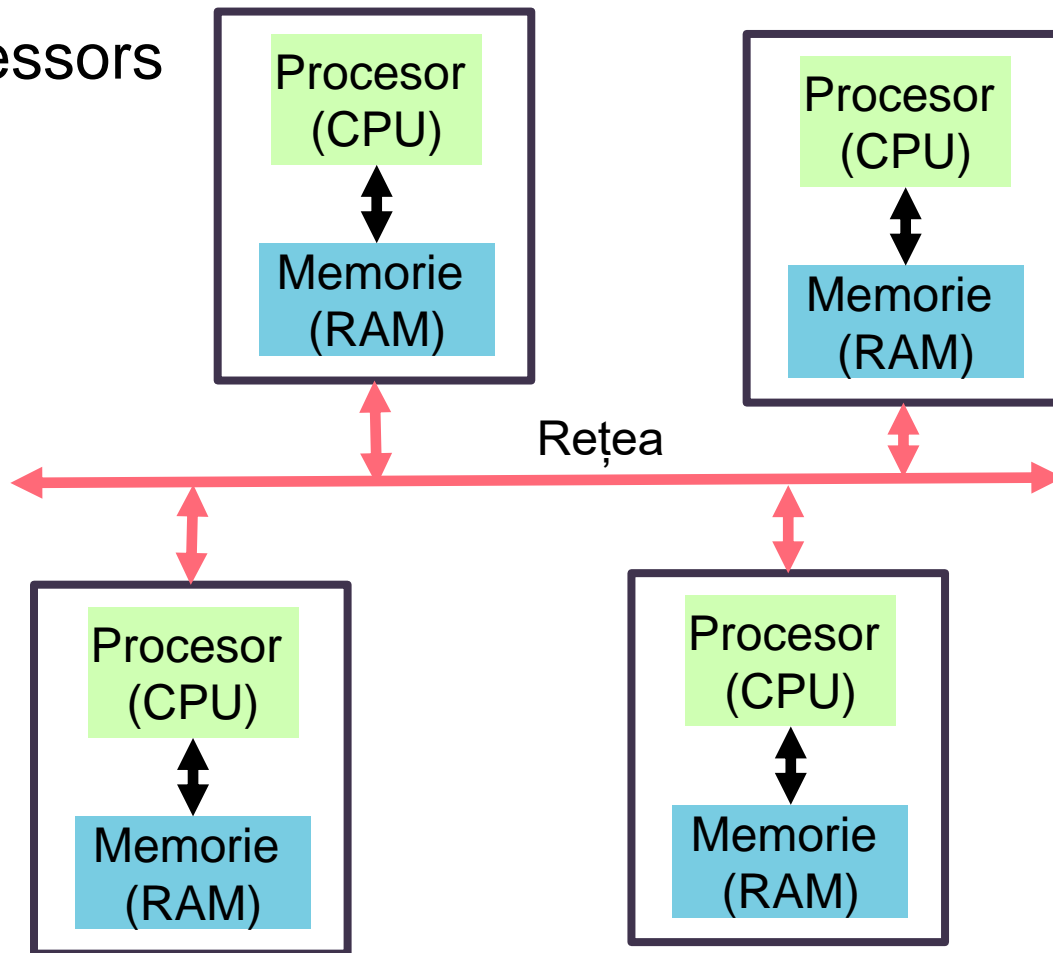 essors
Procesor
(CPU)
Memorie
(RAM)
Procesor
(CPU)
Memorie
(RAM)
Rețea
Procesor
(CPU)
Memorie
(RAM)
Procesor
(CPU)
Memorie
(RAM)